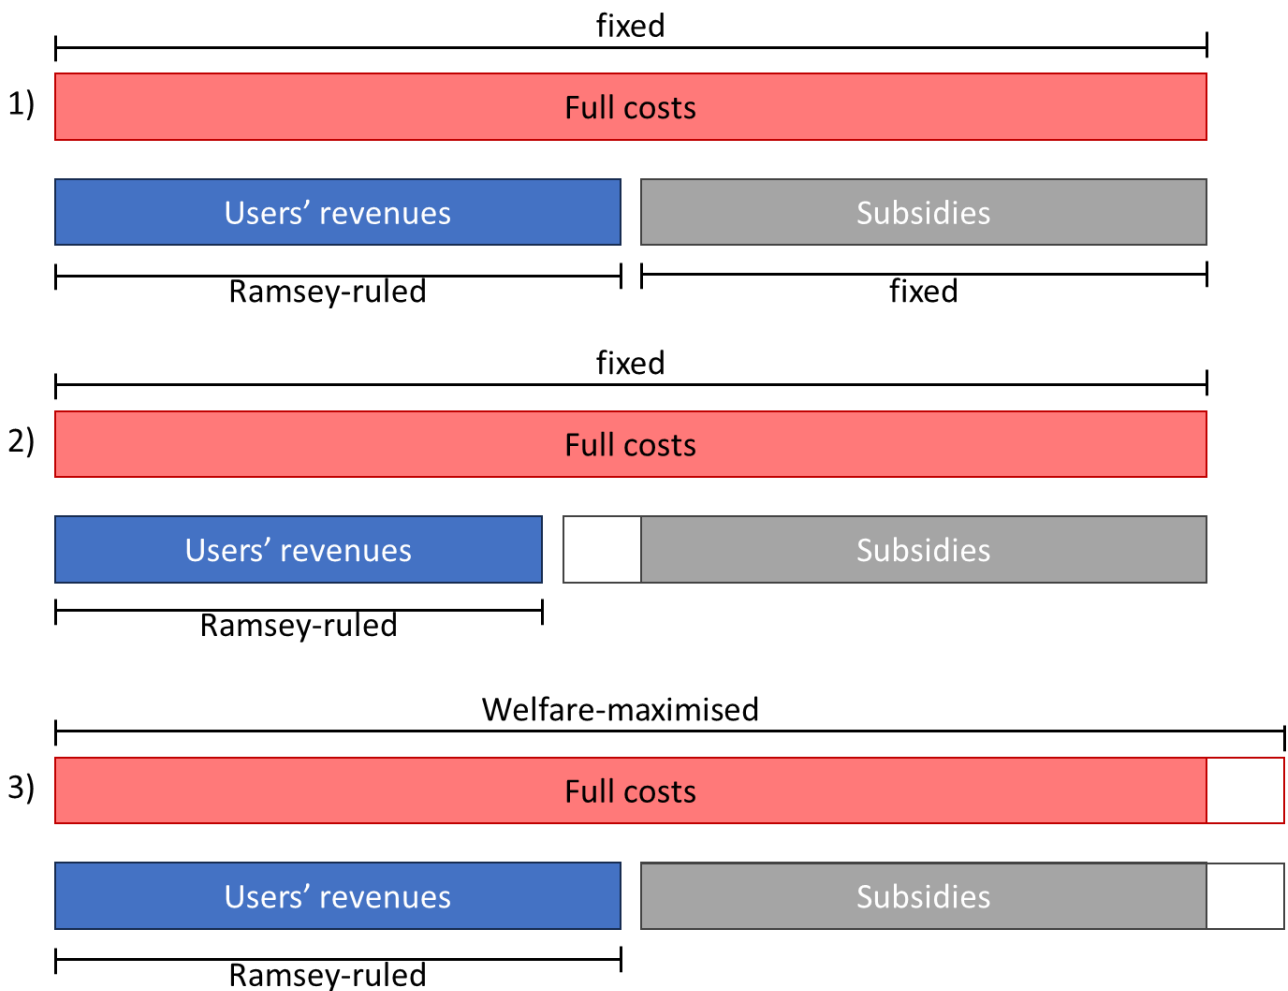 fixed
1)
Full costs
Users’ revenues
Subsidies
Ramsey-ruled
fixed
fixed
2)
Full costs
Users’ revenues
Subsidies
Ramsey-ruled
Welfare-maximised
3)
Full costs
Users’ revenues
Subsidies
Ramsey-ruled